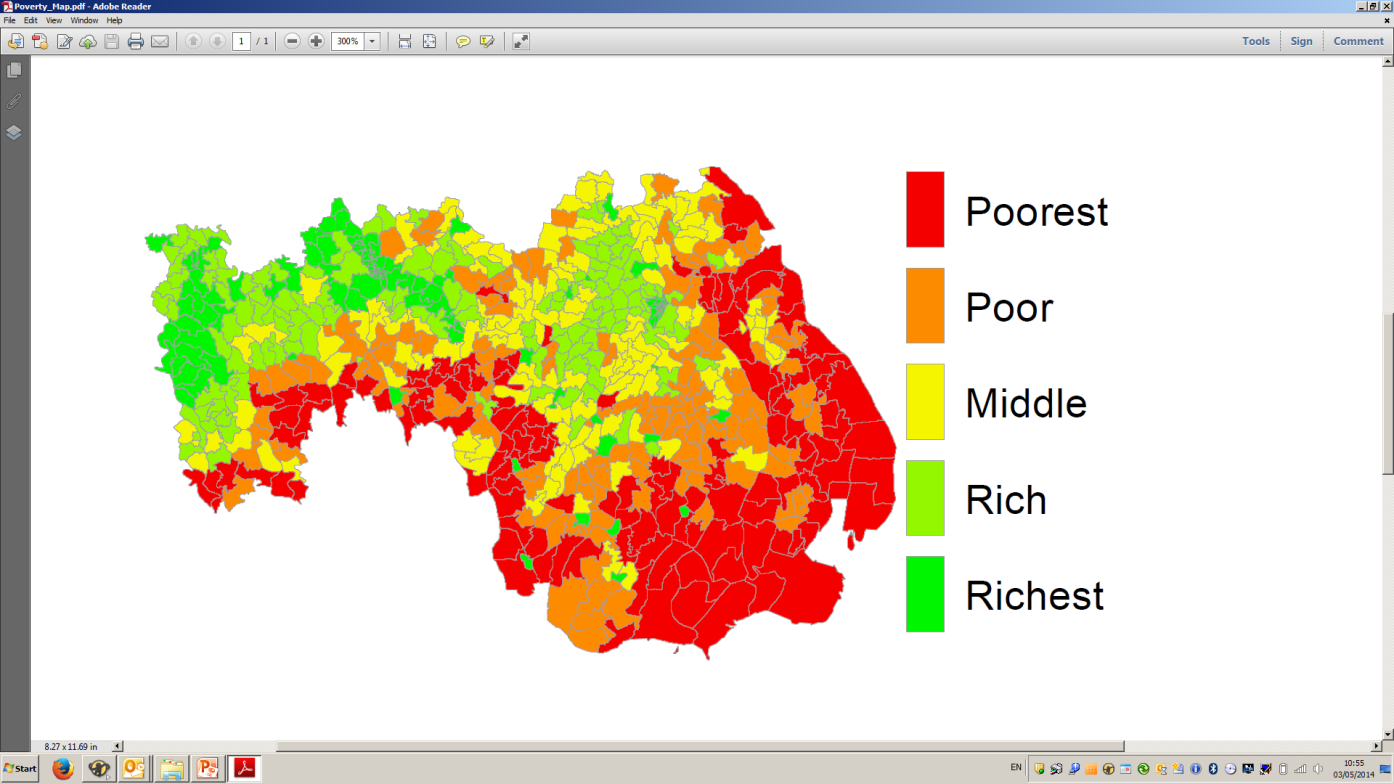 Poverty_Map.pdf - Adobe Reader
File Edit View Window Help
1 / 1 300% Tools Sign Comment
Poorest
Poor
Middle
Rich
Richest
8.27 x 11.69 in
Start EN 10:55
03/05/2014